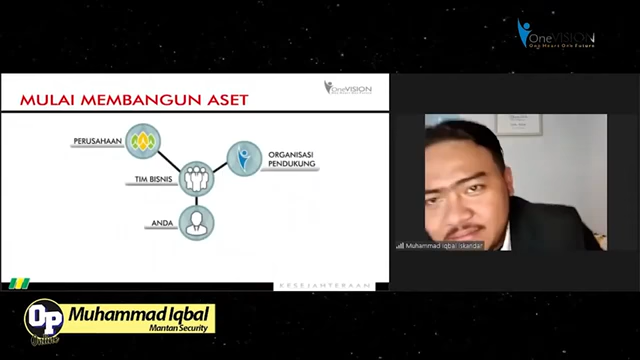 OneVISION
One Heart One Future
MULAI MEMBANGUN ASET
OneVISION
PERUSAHAAN
ORGANISASI
PENDUKUNG
TIM BISNIS
ANDA
Muhammad Iqbal Iskandar
KESEJAHTERAAN
Op
Muhammad Iqbal
Mantan Security